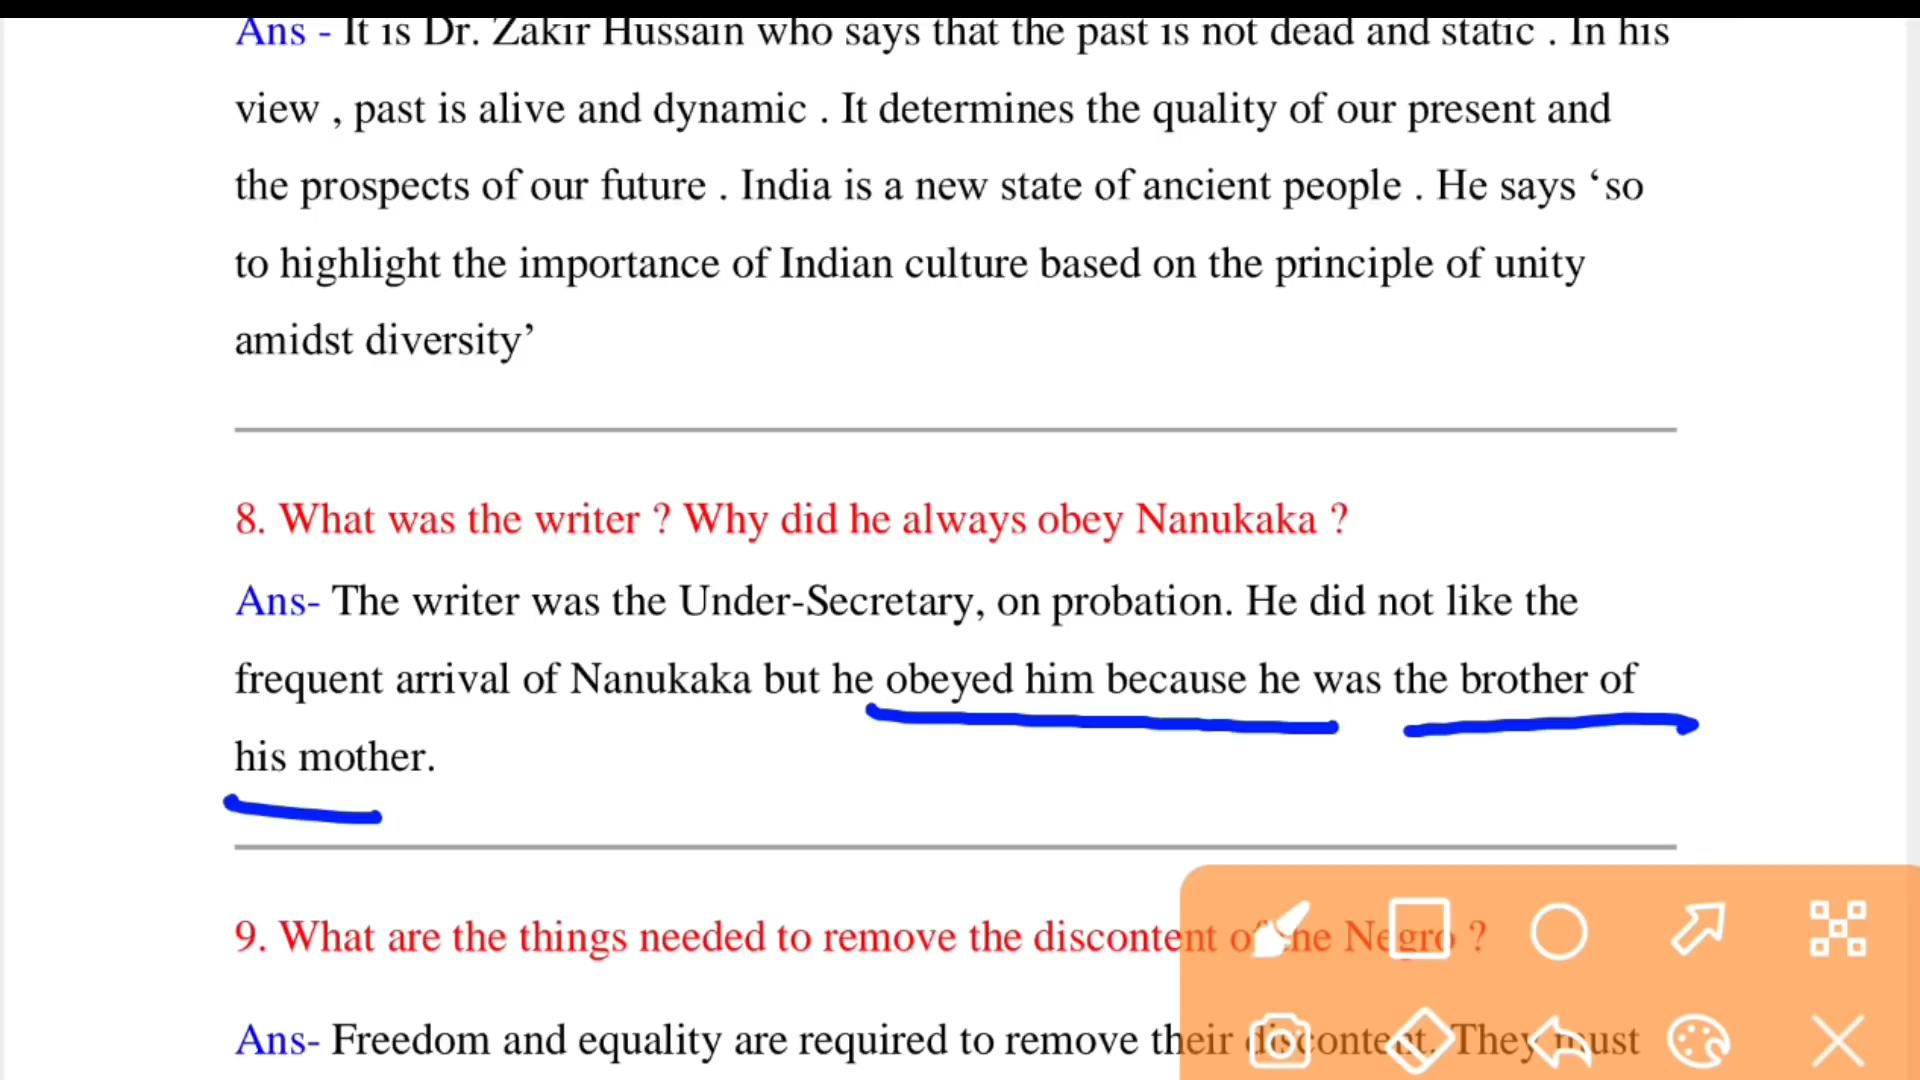 Ans - It is Dr. Zakir Hussain who says that the past is not dead and static . In his
view , past is alive and dynamic . It determines the quality of our present and
the prospects of our future . India is a new state of ancient people . He says ‘so
to highlight the importance of Indian culture based on the principle of unity
amidst diversity’
8. What was the writer ? Why did he always obey Nanukaka ?
Ans- The writer was the Under-Secretary, on probation. He did not like the
frequent arrival of Nanukaka but he obeyed him because he was the brother of
his mother.
9. What are the things needed to remove the discontent of the Negro ?
Ans- Freedom and equality are required to remove their discontent. They must